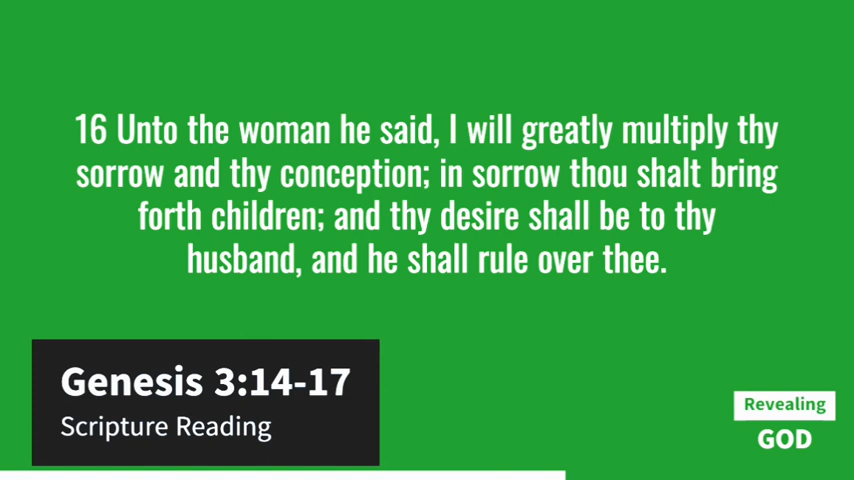 16 Unto the woman he said, I will greatly multiply thy
sorrow and thy conception; in sorrow thou shalt bring
forth children; and thy desire shall be to thy
husband, and he shall rule over thee.
Genesis 3:14-17
Scripture Reading
Revealing
GOD